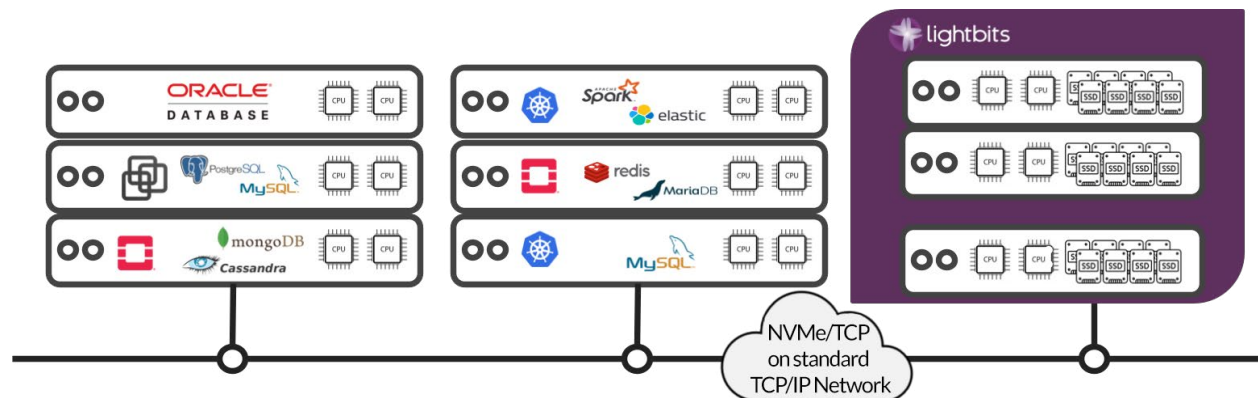 lightbits
ORACLE®
DATABASE
CPU CPU
APACHE
Spark
elastic
CPU CPU
CPU CPU
SSD SSD SSD SSD
PostgreSQL
MySQL
CPU CPU
redis
MariaDB
CPU CPU
CPU CPU
SSD SSD SSD SSD
mongoDB
Cassandra
CPU CPU
MySQL
CPU CPU
CPU CPU
SSD SSD SSD SSD
NVMe/TCP
on standard
TCP/IP Network